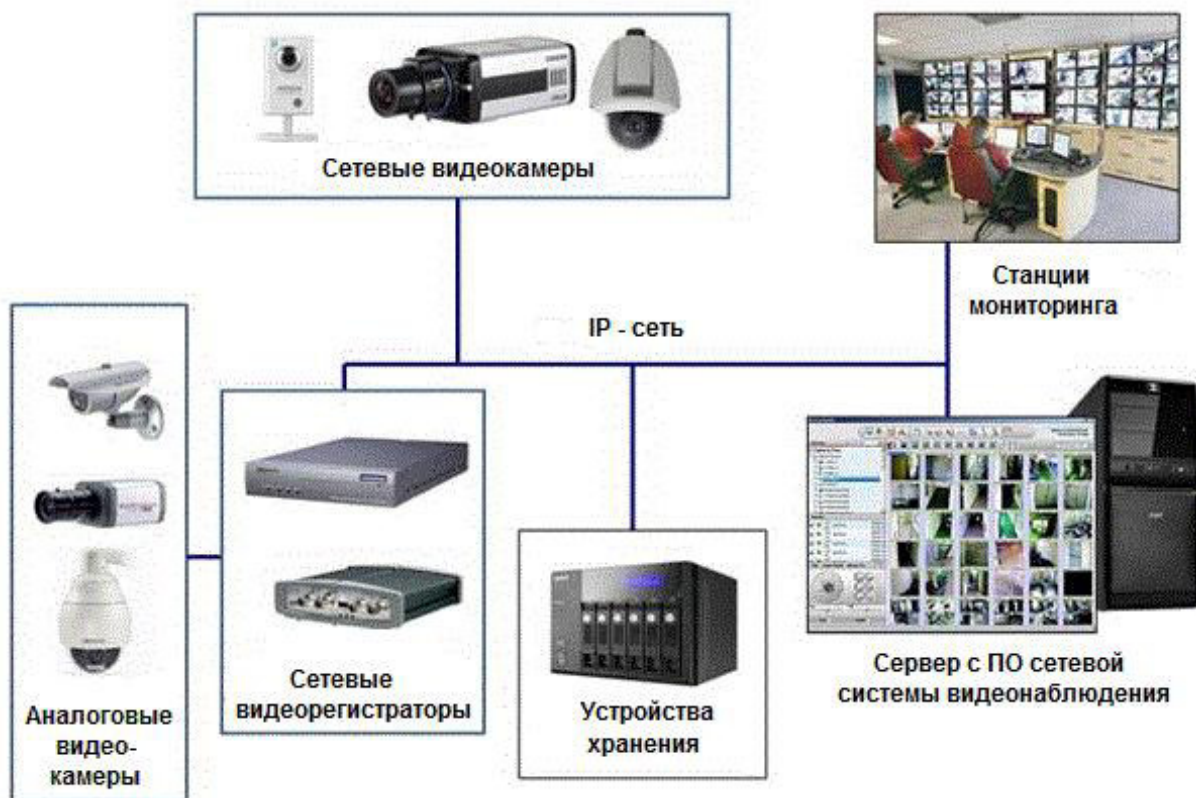 Сетевые видеокамеры
Станции
мониторинга
IP - сеть
Аналоговые
видео-
камеры
Сетевые
видеорегистраторы
Устройства
хранения
Сервер с ПО сетевой
системы видеонаблюдения